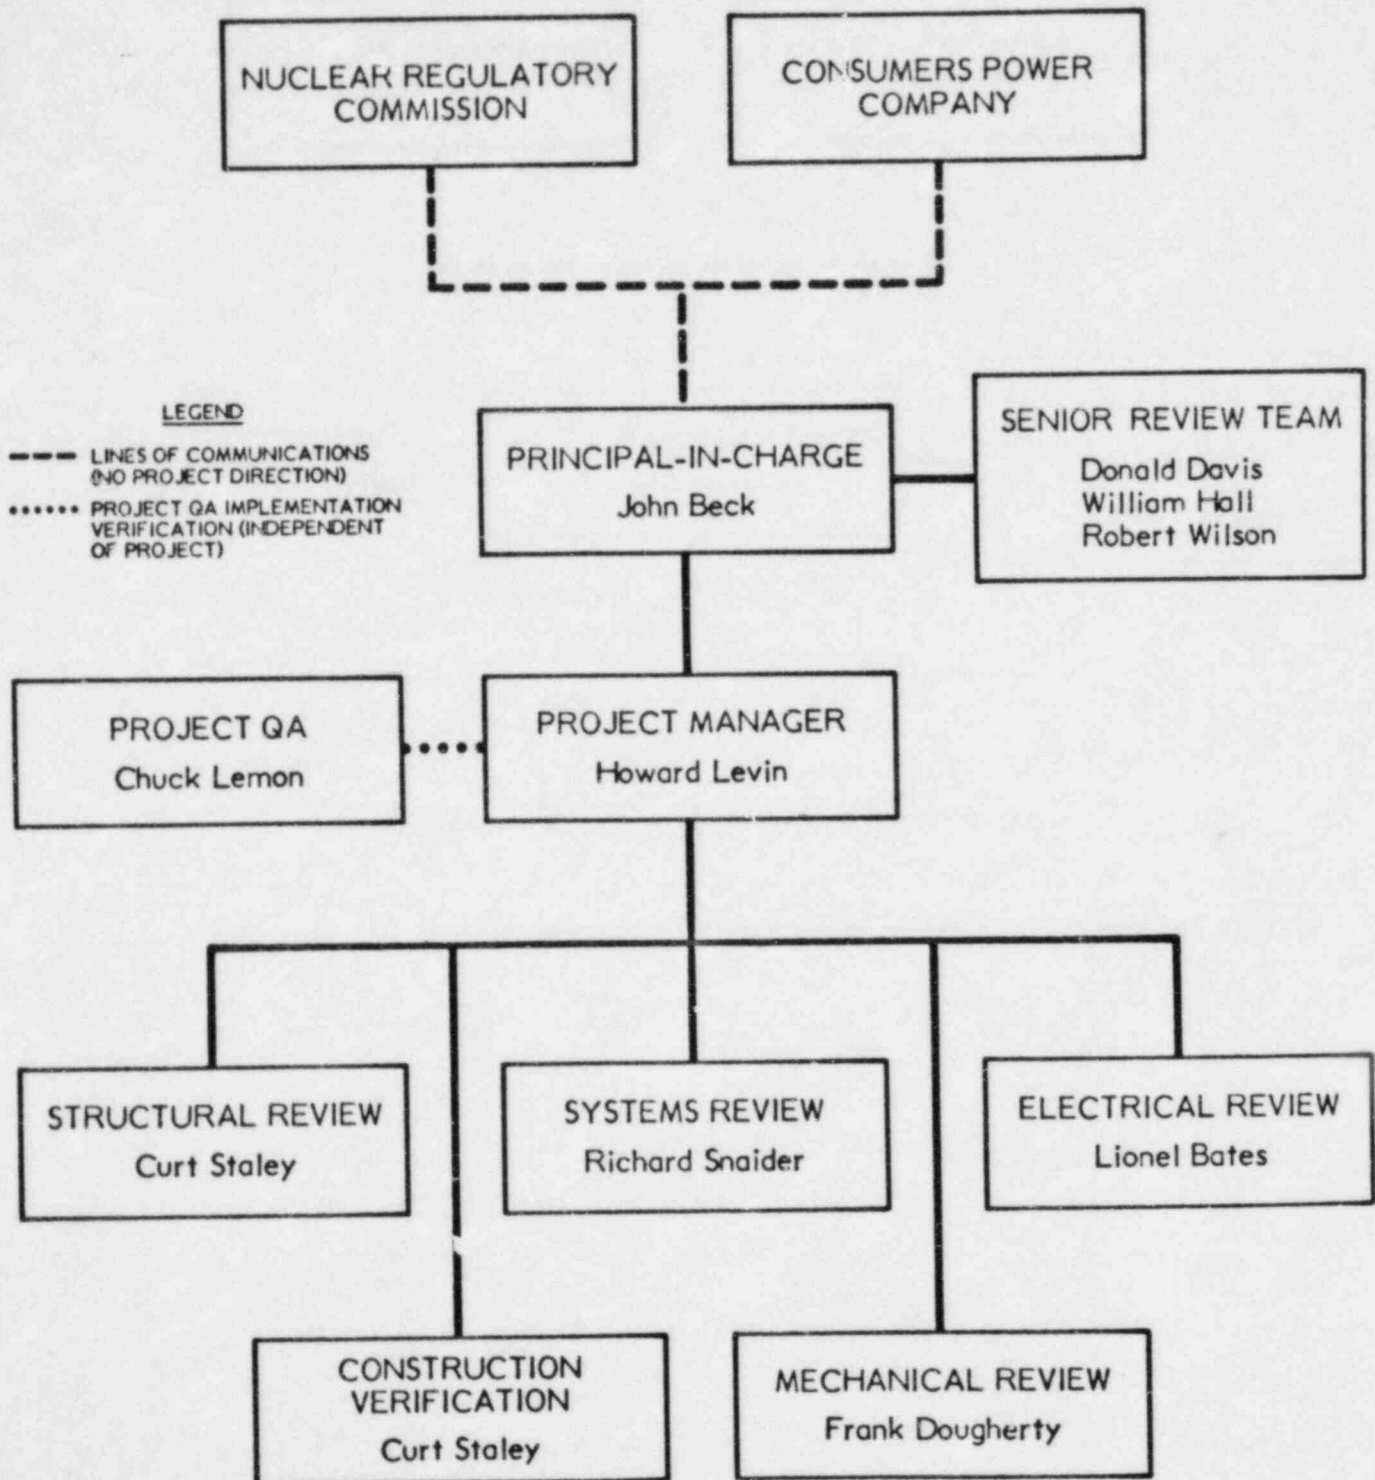 NUCLEAR REGULATORY
COMMISSION
CONSUMERS POWER
COMPANY
LEGEND
LINES OF COMMUNICATIONS
(NO PROJECT DIRECTION)
PROJECT QA IMPLEMENTATION
VERIFICATION (INDEPENDENT
OF PROJECT)
PRINCIPAL-IN-CHARGE
John Beck
SENIOR REVIEW TEAM
Donald Davis
William Hall
Robert Wilson
PROJECT QA
Chuck Lemon
PROJECT MANAGER
Howard Levin
STRUCTURAL REVIEW
Curt Staley
SYSTEMS REVIEW
Richard Snaider
ELECTRICAL REVIEW
Lionel Bates
CONSTRUCTION
VERIFICATION
Curt Staley
MECHANICAL REVIEW
Frank Dougherty